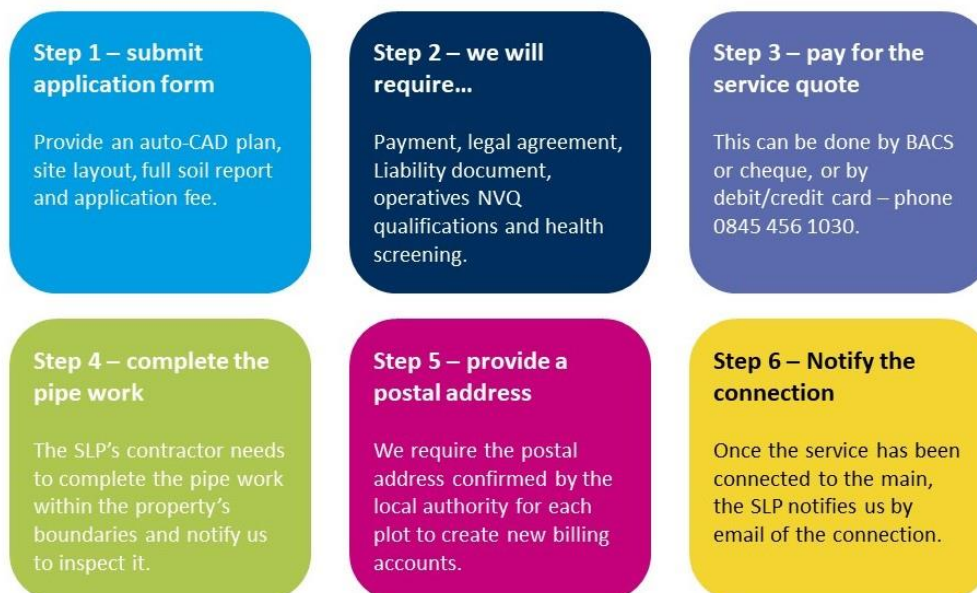 Step 1 – submit
application form
Provide an auto-CAD plan,
site layout, full soil report
and application fee.
Step 2 – we will
require...
Payment, legal agreement,
Liability document,
operatives NVQ
qualifications and health
screening.
Step 3 – pay for the
service quote
This can be done by BACS
or cheque, or by
debit/credit card – phone
0845 456 1030.
Step 4 – complete the
pipe work
The SLP's contractor needs
to complete the pipe work
within the property's
boundaries and notify us
to inspect it.
Step 5 – provide a
postal address
We require the postal
address confirmed by the
local authority for each
plot to create new billing
accounts.
Step 6 – Notify the
connection
Once the service has been
connected to the main,
the SLP notifies us by
email of the connection.